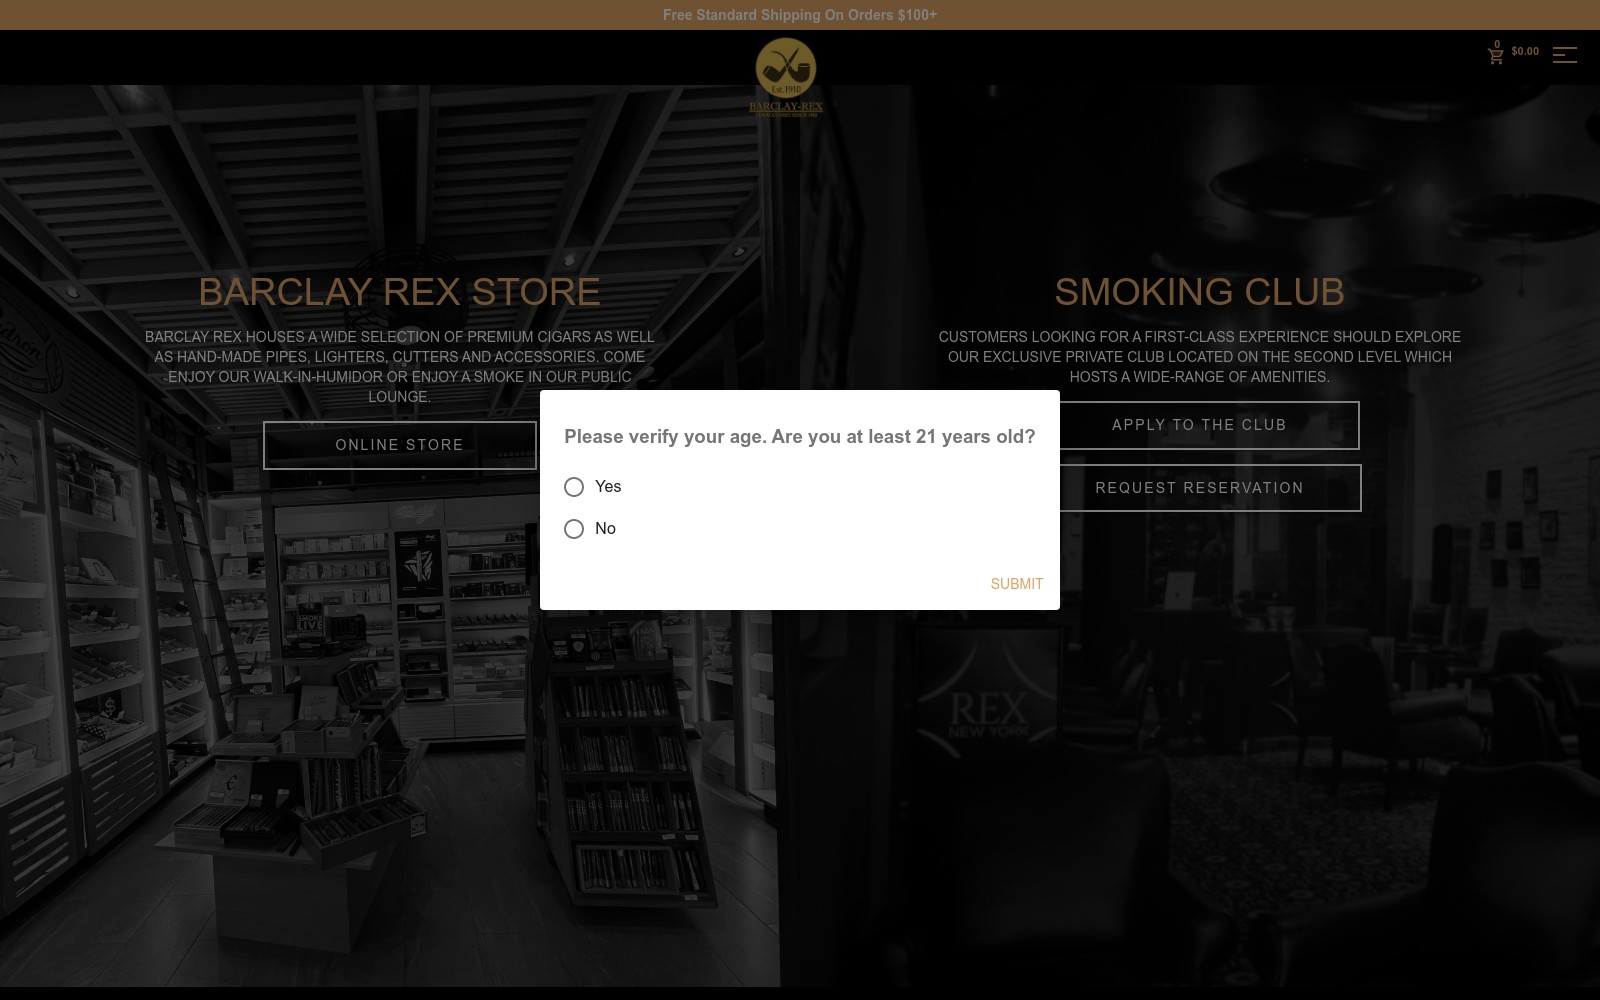 Free Standard Shipping On Orders $100+
0
$0.00
Est.1910
BARCLAY-REX
BARCLAY REX STORE
BARCLAY REX HOUSES A WIDE SELECTION OF PREMIUM CIGARS AS WELL
AS HAND-MADE PIPES, LIGHTERS, CUTTERS AND ACCESSORIES. COME
ENJOY OUR WALK-IN-HUMIDOR OR ENJOY A SMOKE IN OUR PUBLIC
LOUNGE.
ONLINE STORE
SMOKING CLUB
CUSTOMERS LOOKING FOR A FIRST-CLASS EXPERIENCE SHOULD EXPLORE
OUR EXCLUSIVE PRIVATE CLUB LOCATED ON THE SECOND LEVEL WHICH
HOSTS A WIDE-RANGE OF AMENITIES.
APPLY TO THE CLUB
REQUEST RESERVATION
Please verify your age. Are you at least 21 years old?
Yes
No
SUBMIT
SMOKE
LIVE
REX
NEW YORK